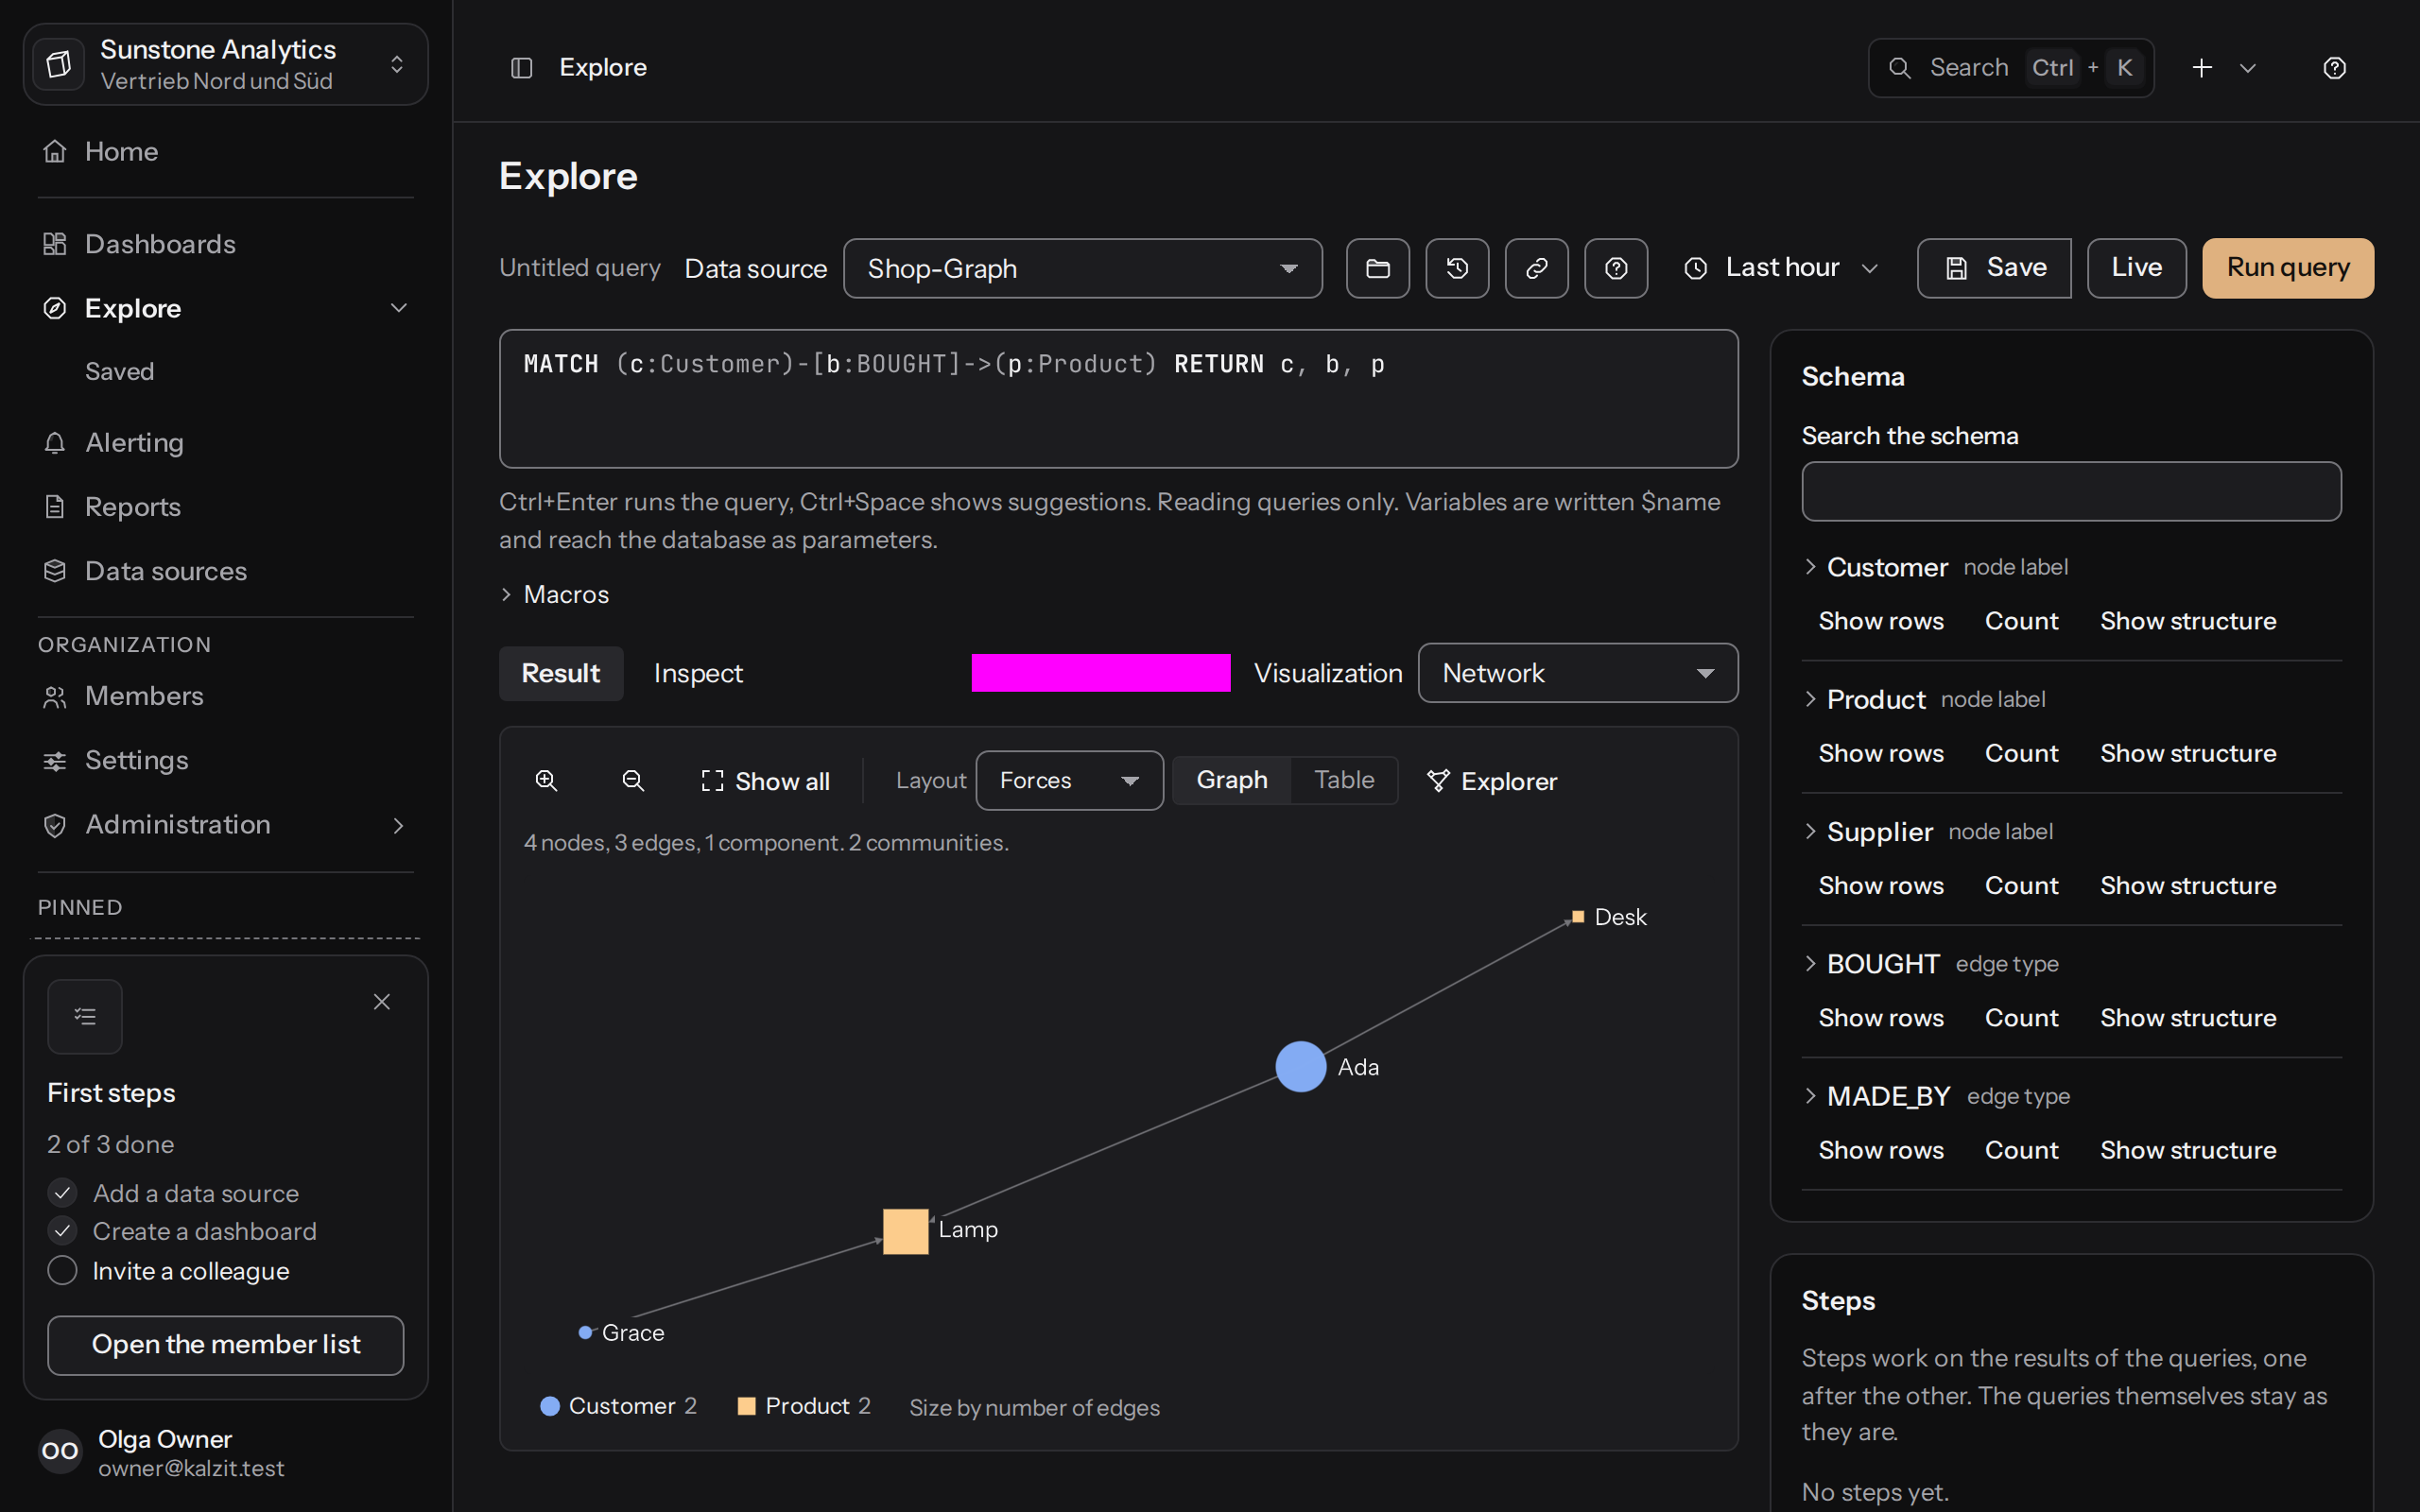 Sunstone Analytics
Vertrieb Nord und Süd
Home
Dashboards
Explore
Saved
Alerting
Reports
Data sources
ORGANIZATION
Members
Settings
Administration
PINNED
First steps
2 of 3 done
Add a data source
Create a dashboard
Invite a colleague
Open the member list
OO
Olga Owner
owner@kalzit.test
Explore
Search Ctrl + K
Explore
Untitled query Data source Shop-Graph Last hour Save Live Run query
MATCH (c:Customer)-[b:BOUGHT]->(p:Product) RETURN c, b, p
Ctrl+Enter runs the query, Ctrl+Space shows suggestions. Reading queries only. Variables are written $name
and reach the database as parameters.
Macros
Result Inspect Visualization Network
Show all Layout Forces Graph Table Explorer
4 nodes, 3 edges, 1 component. 2 communities.
Desk
Ada
Lamp
Grace
Customer 2 Product 2 Size by number of edges
Schema
Search the schema
Customer node label
Show rows Count Show structure
Product node label
Show rows Count Show structure
Supplier node label
Show rows Count Show structure
BOUGHT edge type
Show rows Count Show structure
MADE_BY edge type
Show rows Count Show structure
Steps
Steps work on the results of the queries, one
after the other. The queries themselves stay as
they are.
No steps yet.